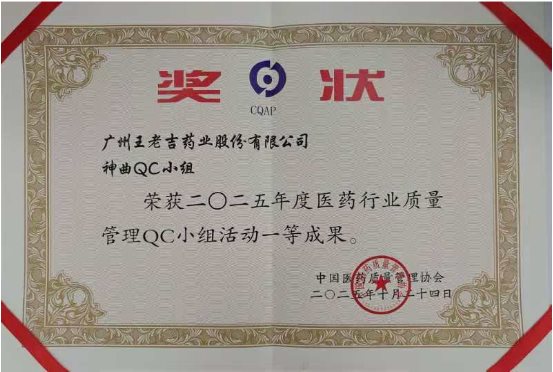 奖 状
CQAP
广州王老吉药业股份有限公司
神曲QC小组
荣获二〇二五年度医药行业质量
管理QC小组活动一等成果。
中国医药质量管理协会
二〇二五年十月二十四日